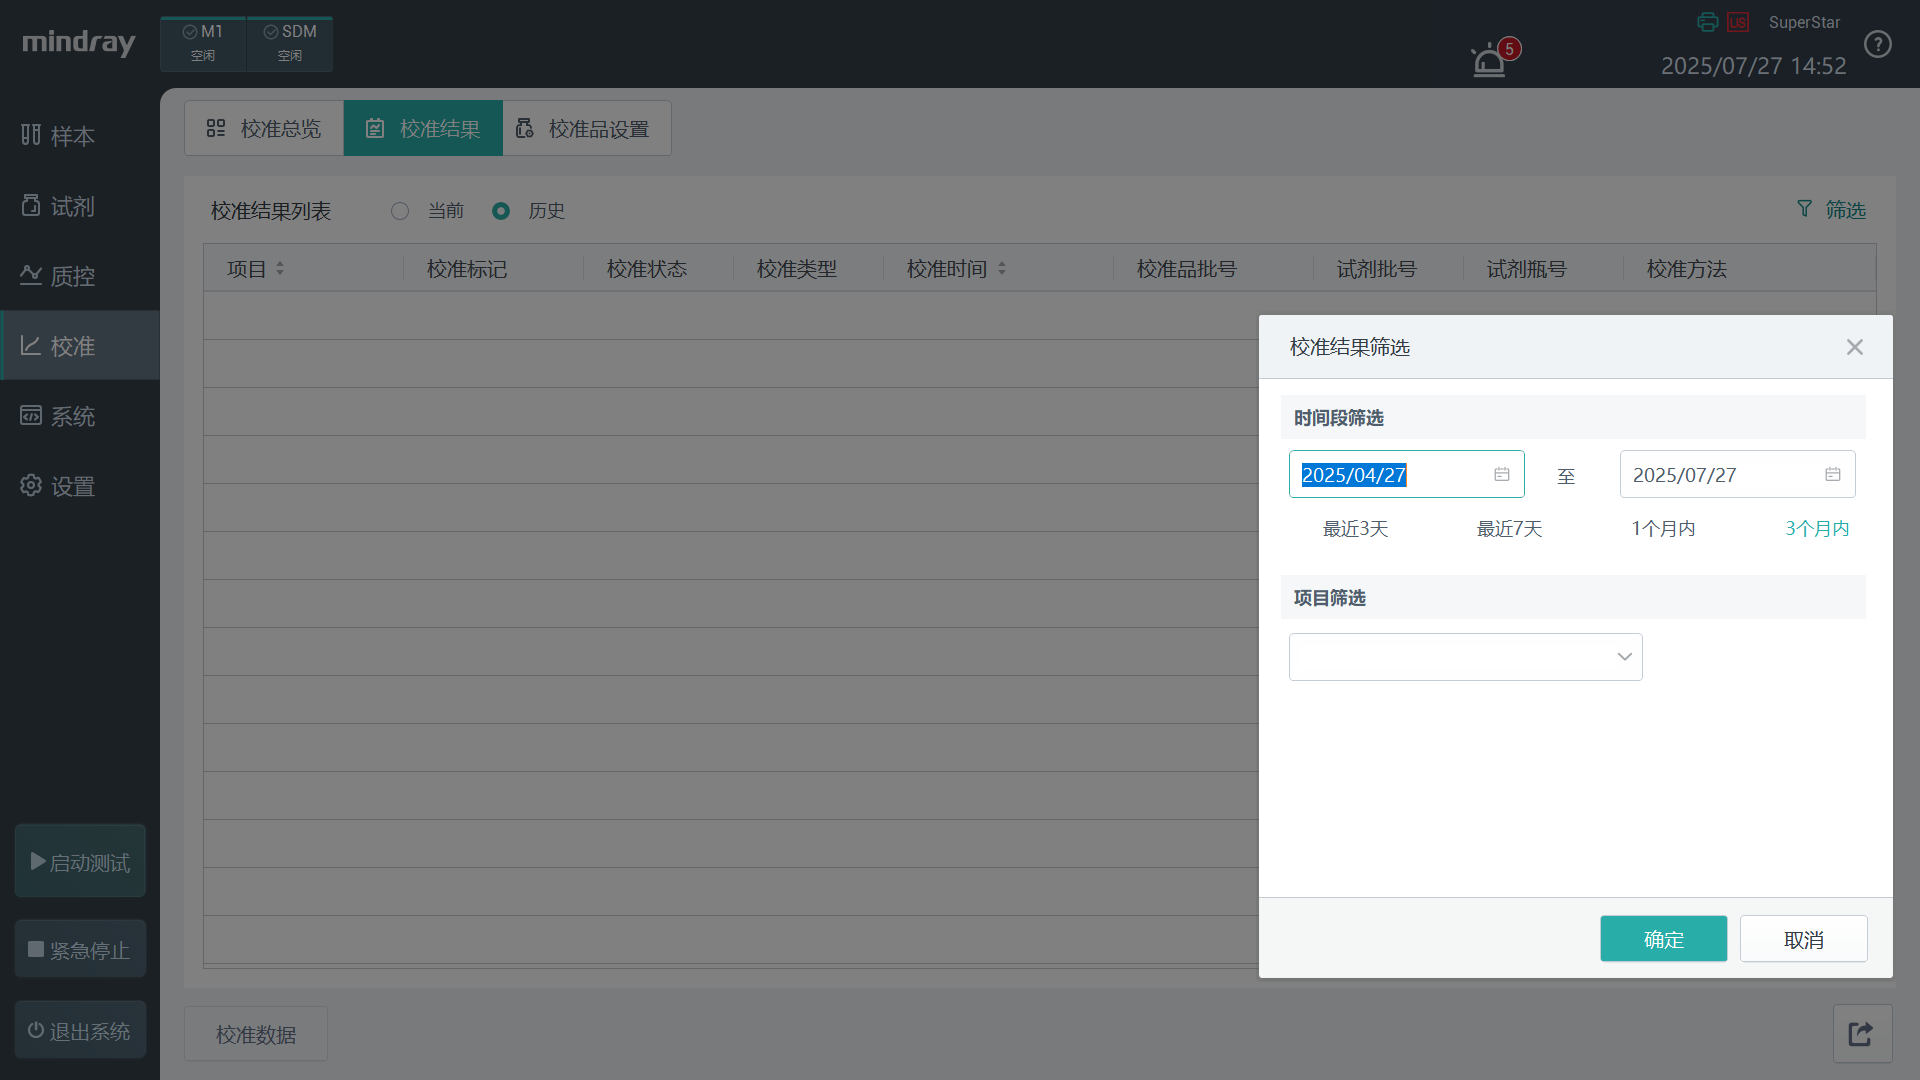 mindray
M1
空闲
SDM
空闲
5
LIS
SuperStar
2025/07/27 14:52
?
样本
试剂
质控
校准
系统
设置
启动测试
紧急停止
退出系统
校准总览
校准结果
校准品设置
校准结果列表
当前
历史
筛选
项目
校准标记
校准状态
校准类型
校准时间
校准品批号
试剂批号
试剂瓶号
校准方法
校准结果筛选
时间段筛选
2025/04/27
至
2025/07/27
最近3天
最近7天
1个月内
3个月内
项目筛选
确定
取消
校准数据